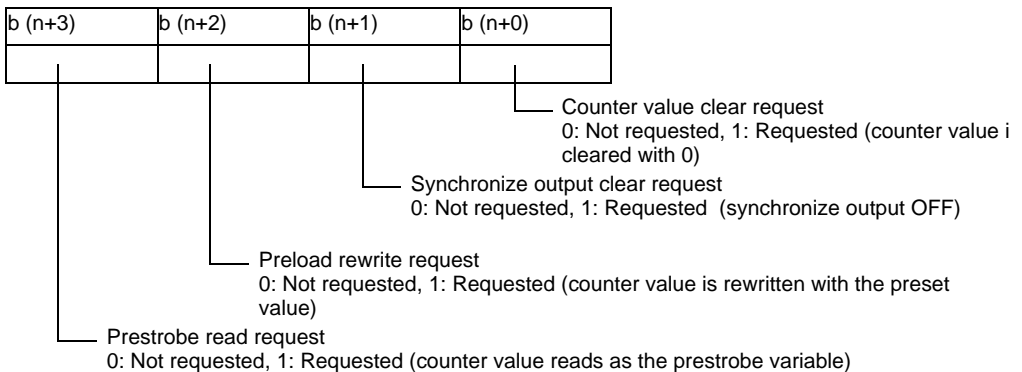 b (n+3) b (n+2) b (n+1) b (n+0)
Counter value clear request
0: Not requested, 1: Requested (counter value i
cleared with 0)
Synchronize output clear request
0: Not requested, 1: Requested (synchronize output OFF)
Preload rewrite request
0: Not requested, 1: Requested (counter value is rewritten with the preset
value)
Prestrobe read request
0: Not requested, 1: Requested (counter value reads as the prestrobe variable)